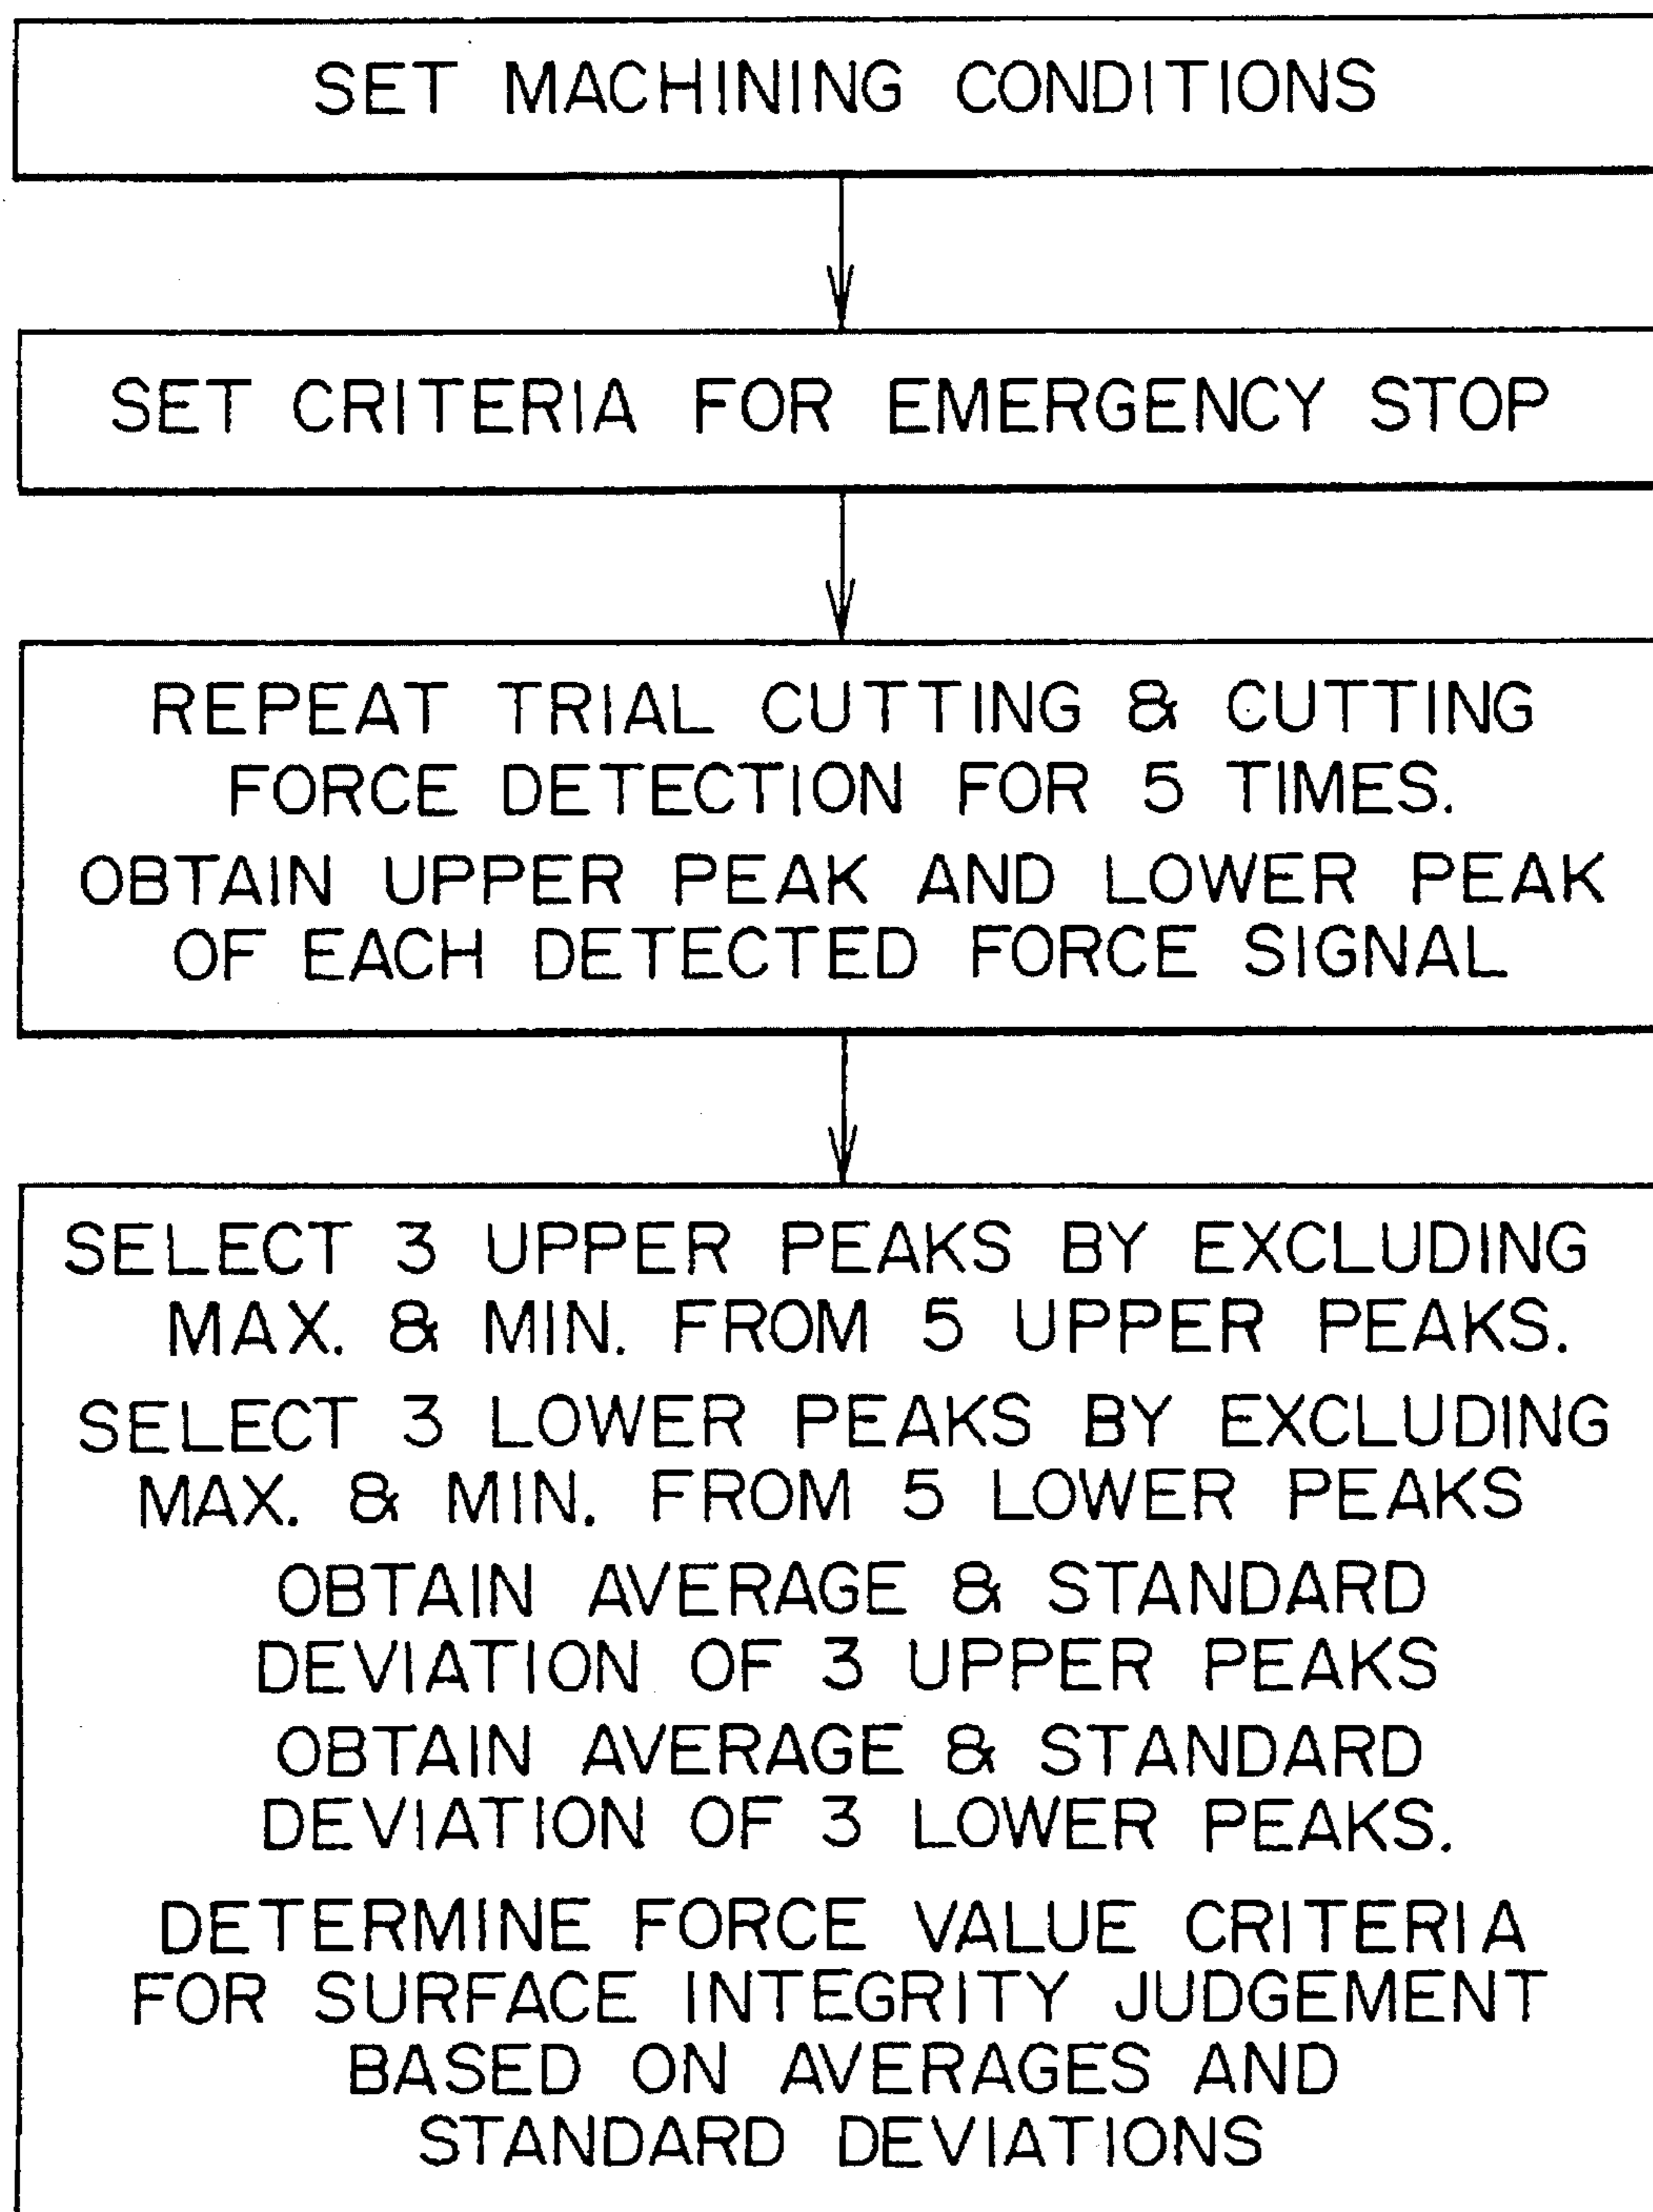 SET MACHINING CONDITIONS
SET CRITERIA FOR EMERGENCY STOP
REPEAT TRIAL CUTTING & CUTTING
FORCE DETECTION FOR 5 TIMES.
OBTAIN UPPER PEAK AND LOWER PEAK
OF EACH DETECTED FORCE SIGNAL
SELECT 3 UPPER PEAKS BY EXCLUDING
MAX. & MIN. FROM 5 UPPER PEAKS.
SELECT 3 LOWER PEAKS BY EXCLUDING
MAX. & MIN. FROM 5 LOWER PEAKS
OBTAIN AVERAGE & STANDARD
DEVIATION OF 3 UPPER PEAKS
OBTAIN AVERAGE & STANDARD
DEVIATION OF 3 LOWER PEAKS.
DETERMINE FORCE VALUE CRITERIA
FOR SURFACE INTEGRITY JUDGEMENT
BASED ON AVERAGES AND
STANDARD DEVIATIONS